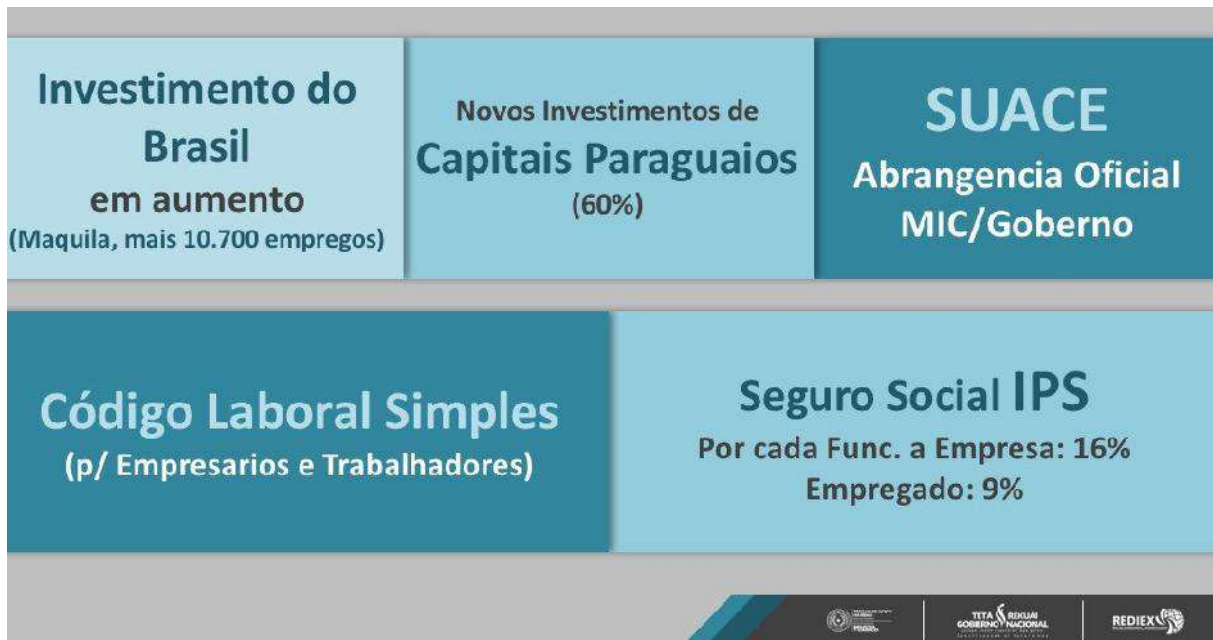 Investimento do
Brasil
em aumento
(Maquila, mais 10.700 empregos)
Novos Investimentos de
Capitais Paraguaios
(60%)
SUACE
Abrangencia Oficial
MIC/Goberno
Código Laboral Simples
(p/ Empresarios e Trabalhadores)
Seguro Social IPS
Por cada Func. a Empresa: 16%
Empregado: 9%
TETÃ REKUÁI
GOBIERNO NACIONAL
REDIEX